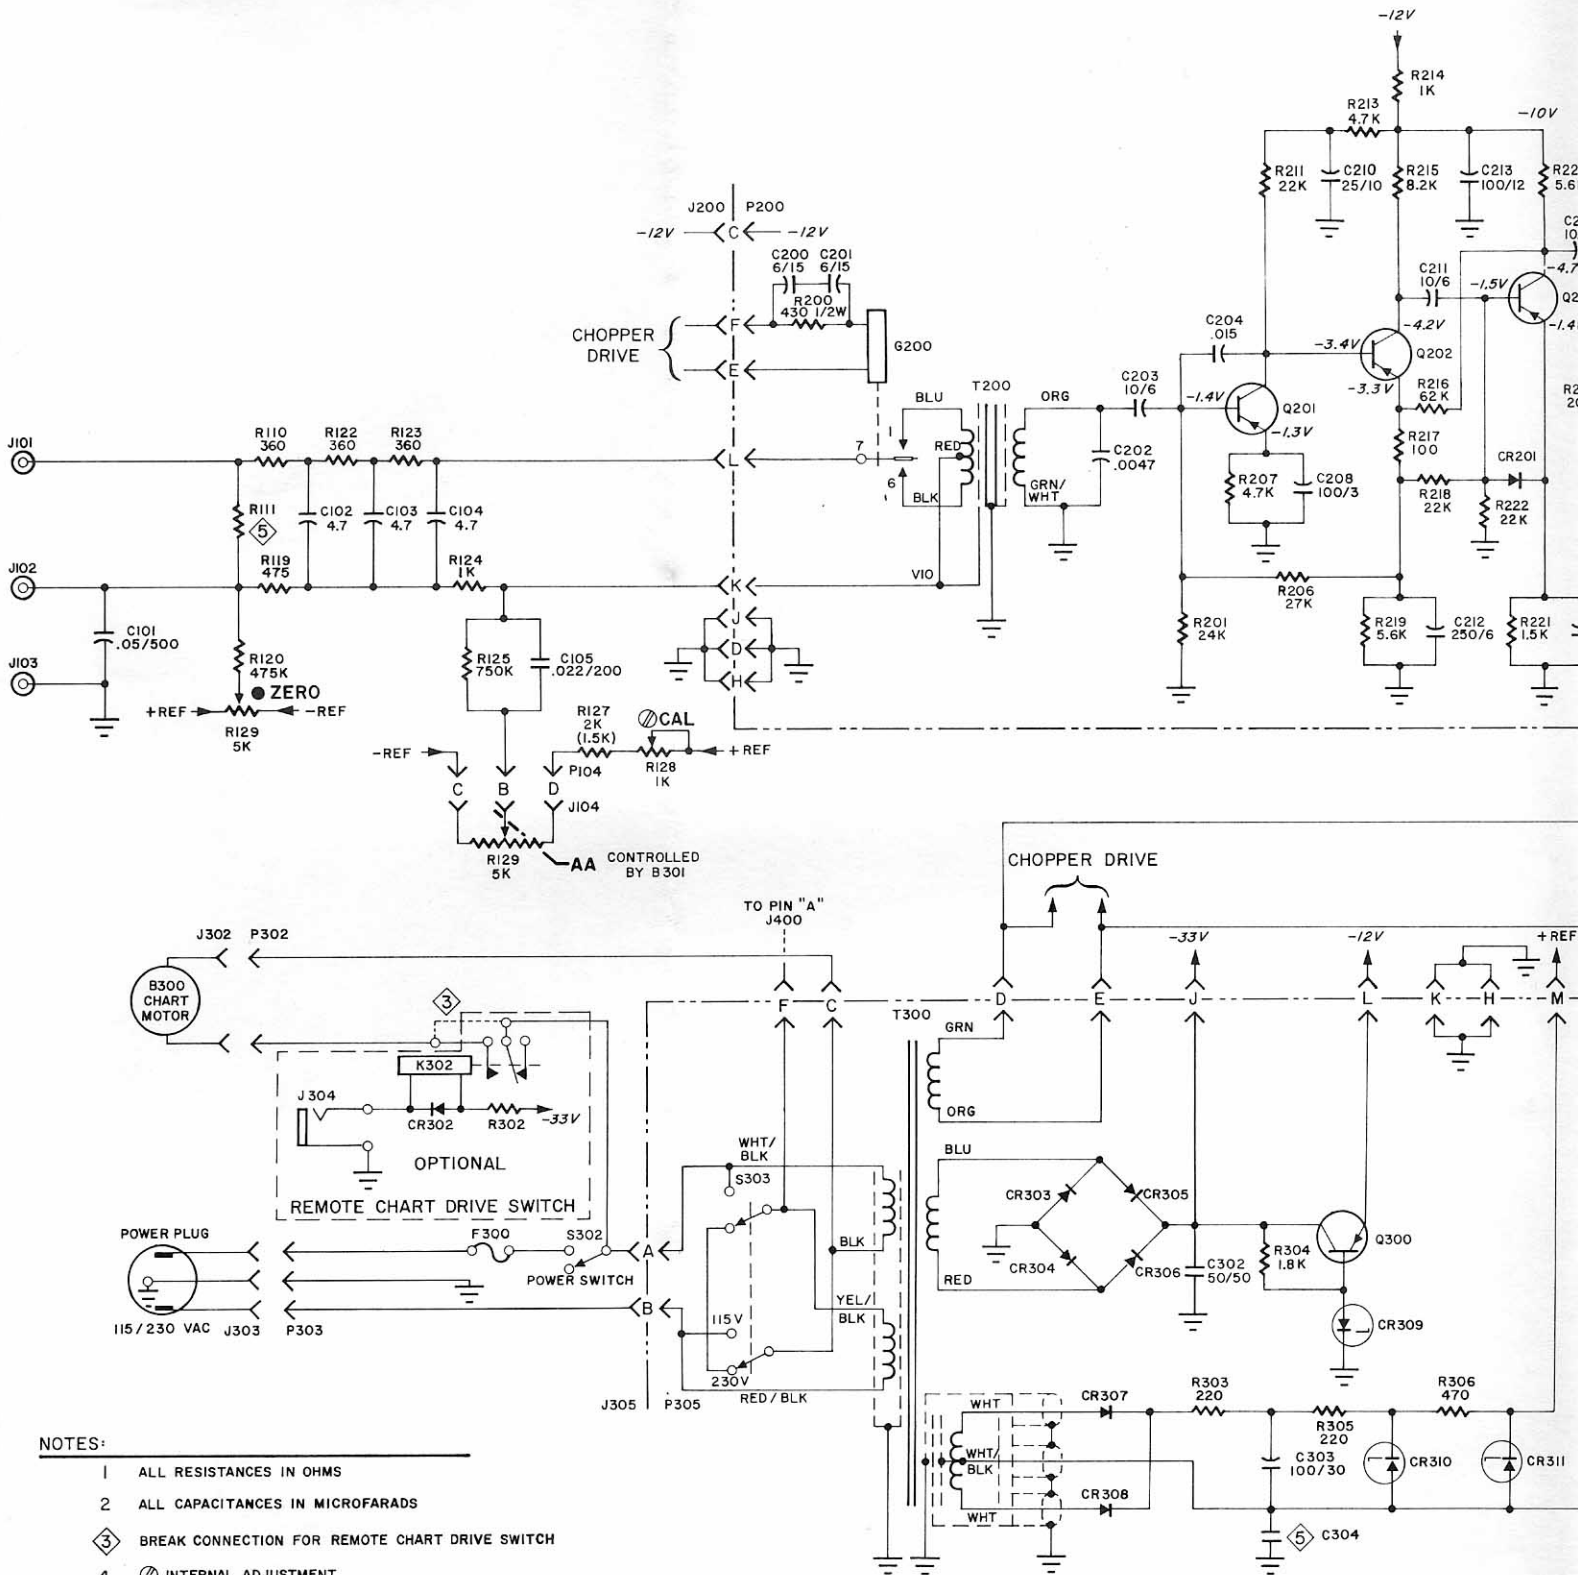 -12V
R214
1K
R213
4.7K
-10V
R211
22K
C210
25/10
R215
8.2K
C213
100/12
J200 P200
-12V C -12V
C200
6/15
C201
6/15
R200
430 1/2W
CHOPPER
DRIVE
F
E
G200
C211
10/6
-1.5V
C204
.015
-4.2V
-3.4V
Q202
-3.3V
T200
BLU
ORG
C203
10/6
-1.4V
Q201
-1.3V
R216
62K
R217
100
J101
R110
360
R122
360
R123
360
L
7
1
RED
6
BLK
GRN/
WHT
C202
.0047
R207
4.7K
C208
100/3
CR201
R218
22K
R222
22K
R111
5
C102
4.7
C103
4.7
C104
4.7
J102
R119
475
R124
1K
K
VIO
R206
27K
C101
.05/500
J
D
H
R201
24K
R219
5.6K
C212
250/6
R221
1.5K
J103
R120
475K
ZERO
+REF -REF
R129
5K
R125
750K
C105
.022/200
R127
2K
(1.5K)
CAL
-REF +REF
P104
R128
1K
C B D
J104
R129
5K
AA CONTROLLED
BY B301
CHOPPER DRIVE
TO PIN "A"
J400
J302 P302
-33V
-12V
+REF
B300
CHART
MOTOR
3
F C D E J L K H M
T300
GRN
K302
J304
CR302
R302
-33V
ORG
OPTIONAL
REMOTE CHART DRIVE SWITCH
WHT/
BLK
S303
BLU
CR303
CR305
POWER PLUG
F300
S302
A
BLK
CR304
CR306
C302
50/50
R304
1.8K
Q300
POWER SWITCH
RED
B
115V
YEL/
BLK
CR309
115/230 VAC J303 P303
230V
RED/BLK
J305 P305
WHT
CR307
R303
220
R305
220
R306
470
WHT/
BLK
C303
100/30
CR310
CR311
CR308
WHT
5 C304
NOTES:
1 ALL RESISTANCES IN OHMS
2 ALL CAPACITANCES IN MICROFARADS
3 BREAK CONNECTION FOR REMOTE CHART DRIVE SWITCH
4 INTERNAL ADJUSTMENT